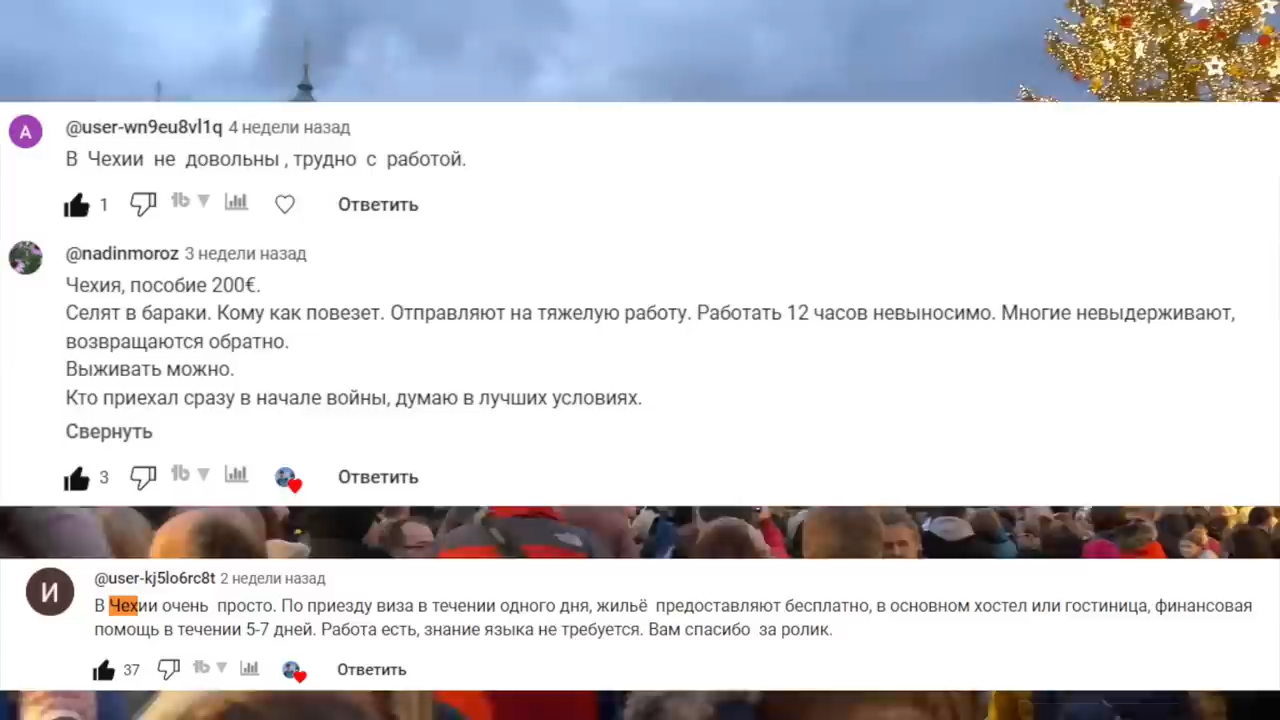 А
@user-wn9eu8vl1q 4 недели назад
В Чехии не довольны , трудно с работой.
1 Ответить
@nadinmoroz 3 недели назад
Чехия, пособие 200€.
Селят в бараки. Кому как повезет. Отправляют на тяжелую работу. Работать 12 часов невыносимо. Многие невыдерживают,
возвращаются обратно.
Выживать можно.
Кто приехал сразу в начале войны, думаю в лучших условиях.
Свернуть
3 Ответить
И
@user-kj5lo6rc8t 2 недели назад
В Чехии очень просто. По приезду виза в течении одного дня, жильё предоставляют бесплатно, в основном хостел или гостиница, финансовая
помощь в течении 5-7 дней. Работа есть, знание языка не требуется. Вам спасибо за ролик.
37 Ответить